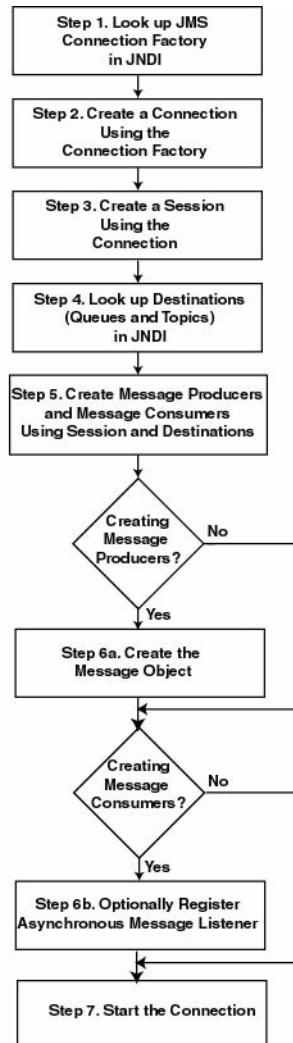 Step 1. Look up JMS
Connection Factory
in JNDI
Step 2. Create a Connection
Using the
Connection Factory
Step 3. Create a Session
Using the
Connection
Step 4. Look up Destinations
(Queues and Topics)
in JNDI
Step 5. Create Message Producers
and Message Consumers
Using Session and Destinations
Creating
Message
Producers?
No
Yes
Step 6a. Create the
Message Object
Creating
Message
Consumers?
No
Yes
Step 6b. Optionally Register
Asynchronous Message Listener
Step 7. Start the Connection